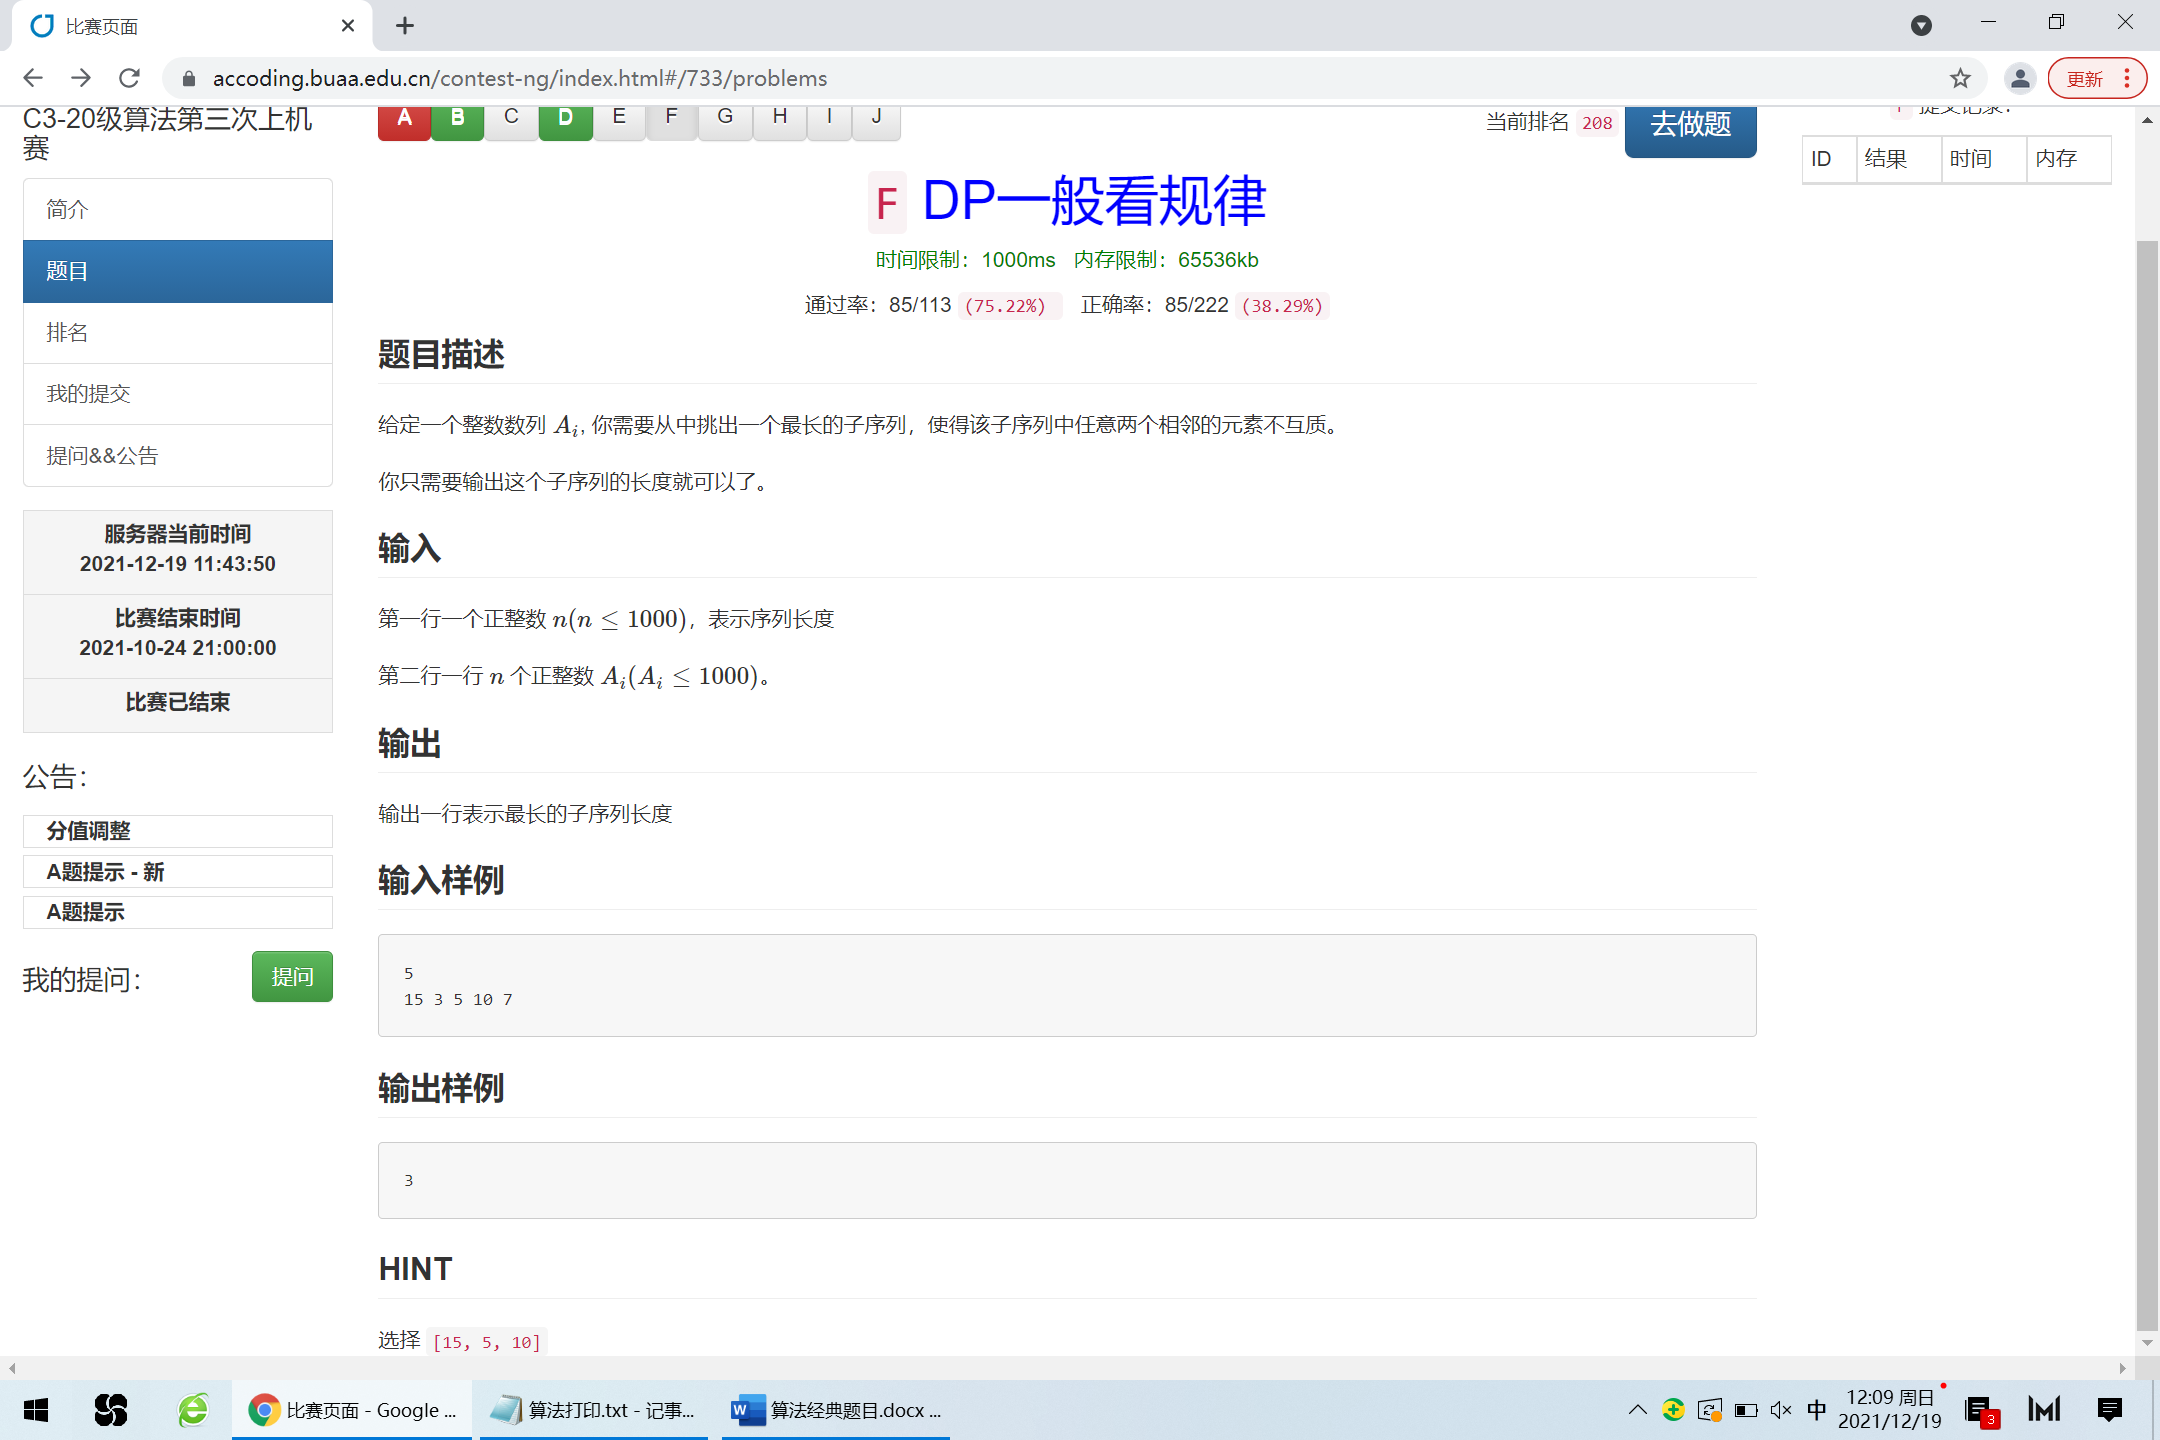 比赛页面
accoding.buaa.edu.cn/contest-ng/index.html#/733/problems
更新
C3-20级算法第三次上机赛
简介
题目
排名
我的提交
提问&&公告
服务器当前时间
2021-12-19 11:43:50
比赛结束时间
2021-10-24 21:00:00
比赛已结束
公告：
分值调整
A题提示 - 新
A题提示
我的提问：
提问
A B C D E F G H I J
当前排名 208
去做题
F DP一般看规律
时间限制：1000ms 内存限制：65536kb
通过率：85/113 (75.22%) 正确率：85/222 (38.29%)
题目描述
给定一个整数数列 Ai, 你需要从中挑出一个最长的子序列，使得该子序列中任意两个相邻的元素不互质。
你只需要输出这个子序列的长度就可以了。
输入
第一行一个正整数 n(n ≤ 1000)，表示序列长度
第二行一行 n 个正整数 Ai(Ai ≤ 1000)。
输出
输出一行表示最长的子序列长度
输入样例
5
15 3 5 10 7
输出样例
3
HINT
选择 [15, 5, 10]
ID 结果 时间 内存
比赛页面 - Google ...
算法打印.txt - 记事...
算法经典题目.docx ...
中
12:09 周日
2021/12/19
3